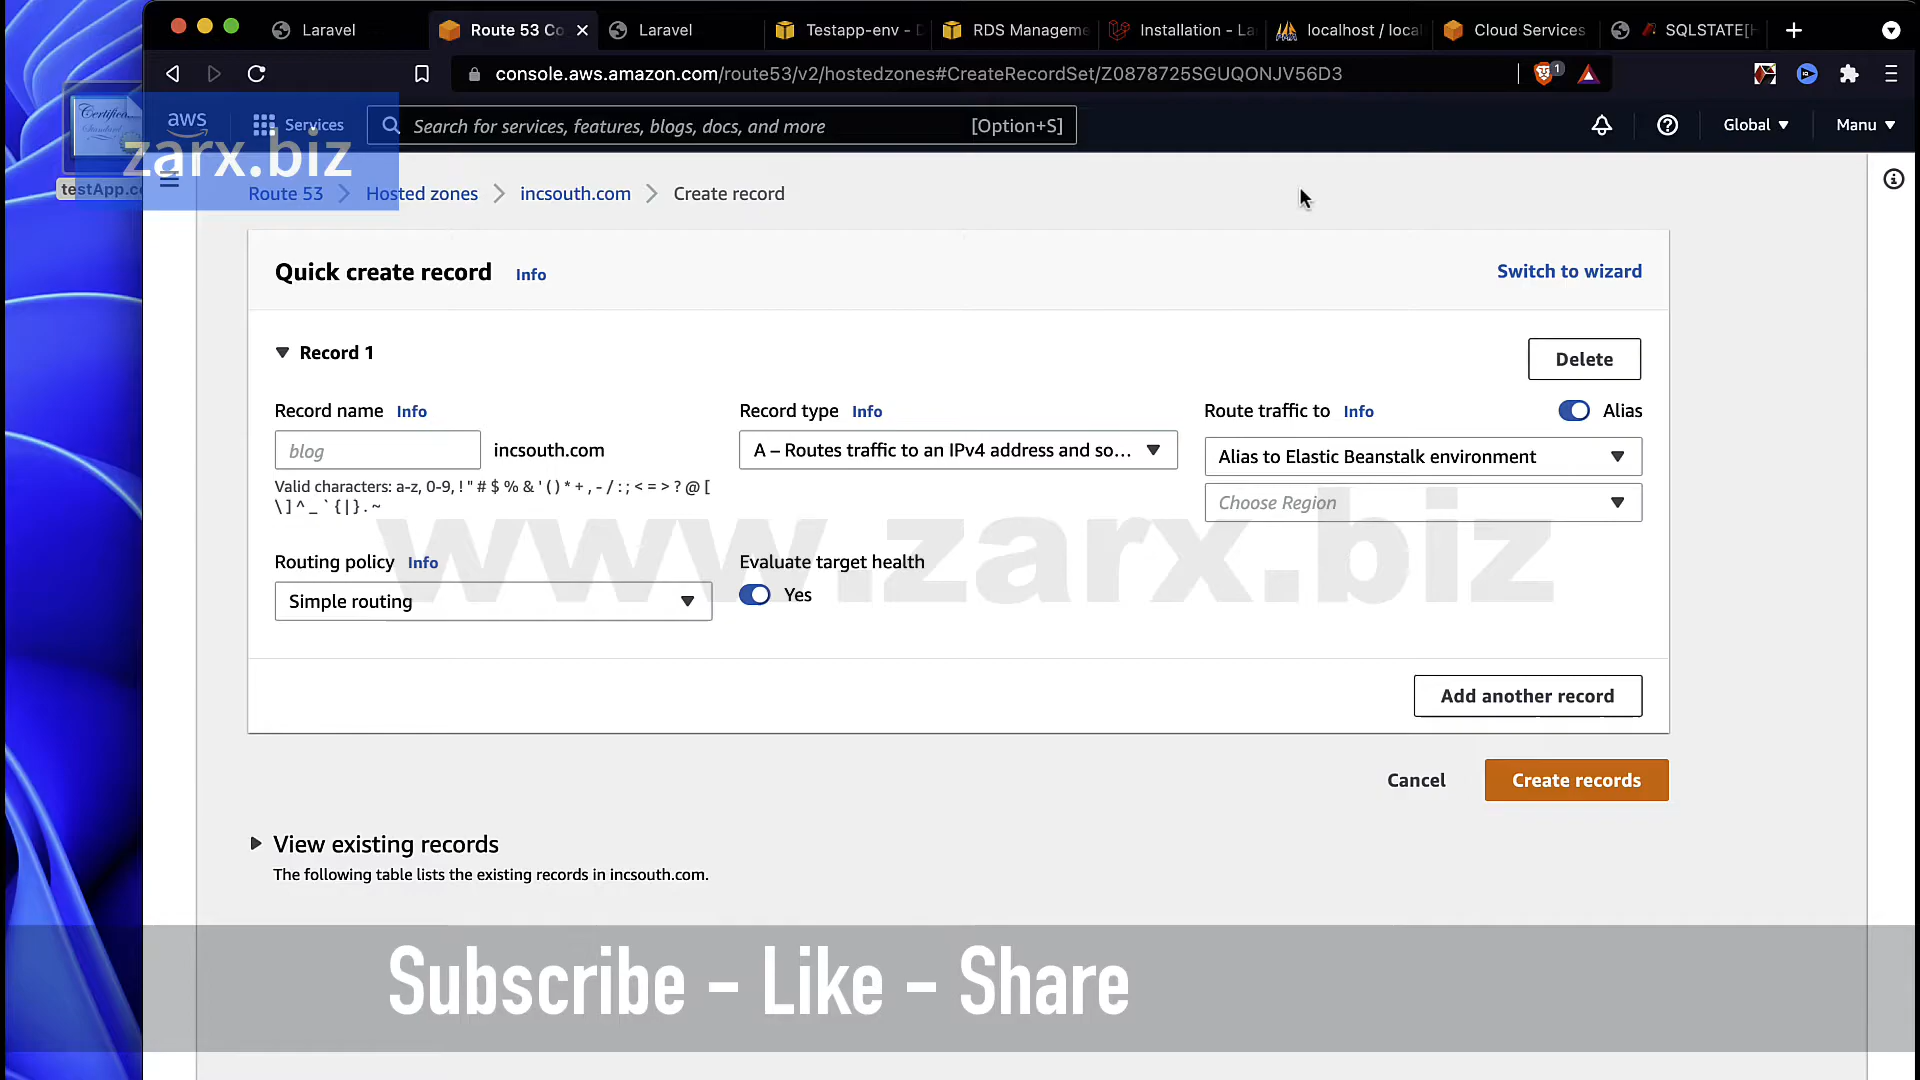 Laravel
Route 53 Co
Laravel
Testapp-env - D
RDS Manageme
Installation - La
localhost / local
Cloud Services
SQLSTATE[H
console.aws.amazon.com/route53/v2/hostedzones#CreateRecordSet/Z0878725SGUQONJV56D3
1
aws
Services
Search for services, features, blogs, docs, and more
[Option+S]
Global
Manu
zarx.biz
testApp.co
Route 53
Hosted zones
incsouth.com
Create record
Quick create record
Info
Switch to wizard
Record 1
Delete
Record name Info
Record type Info
Route traffic to Info
Alias
blog
incsouth.com
A – Routes traffic to an IPv4 address and so...
Alias to Elastic Beanstalk environment
Valid characters: a-z, 0-9, ! " # $ % & ' ( ) * + , - / : ; < = > ? @ [
\ ] ^ _ ` { | } . ~
Choose Region
www.zarx.biz
Routing policy Info
Evaluate target health
Simple routing
Yes
Add another record
Cancel
Create records
View existing records
The following table lists the existing records in incsouth.com.
Subscribe - Like - Share